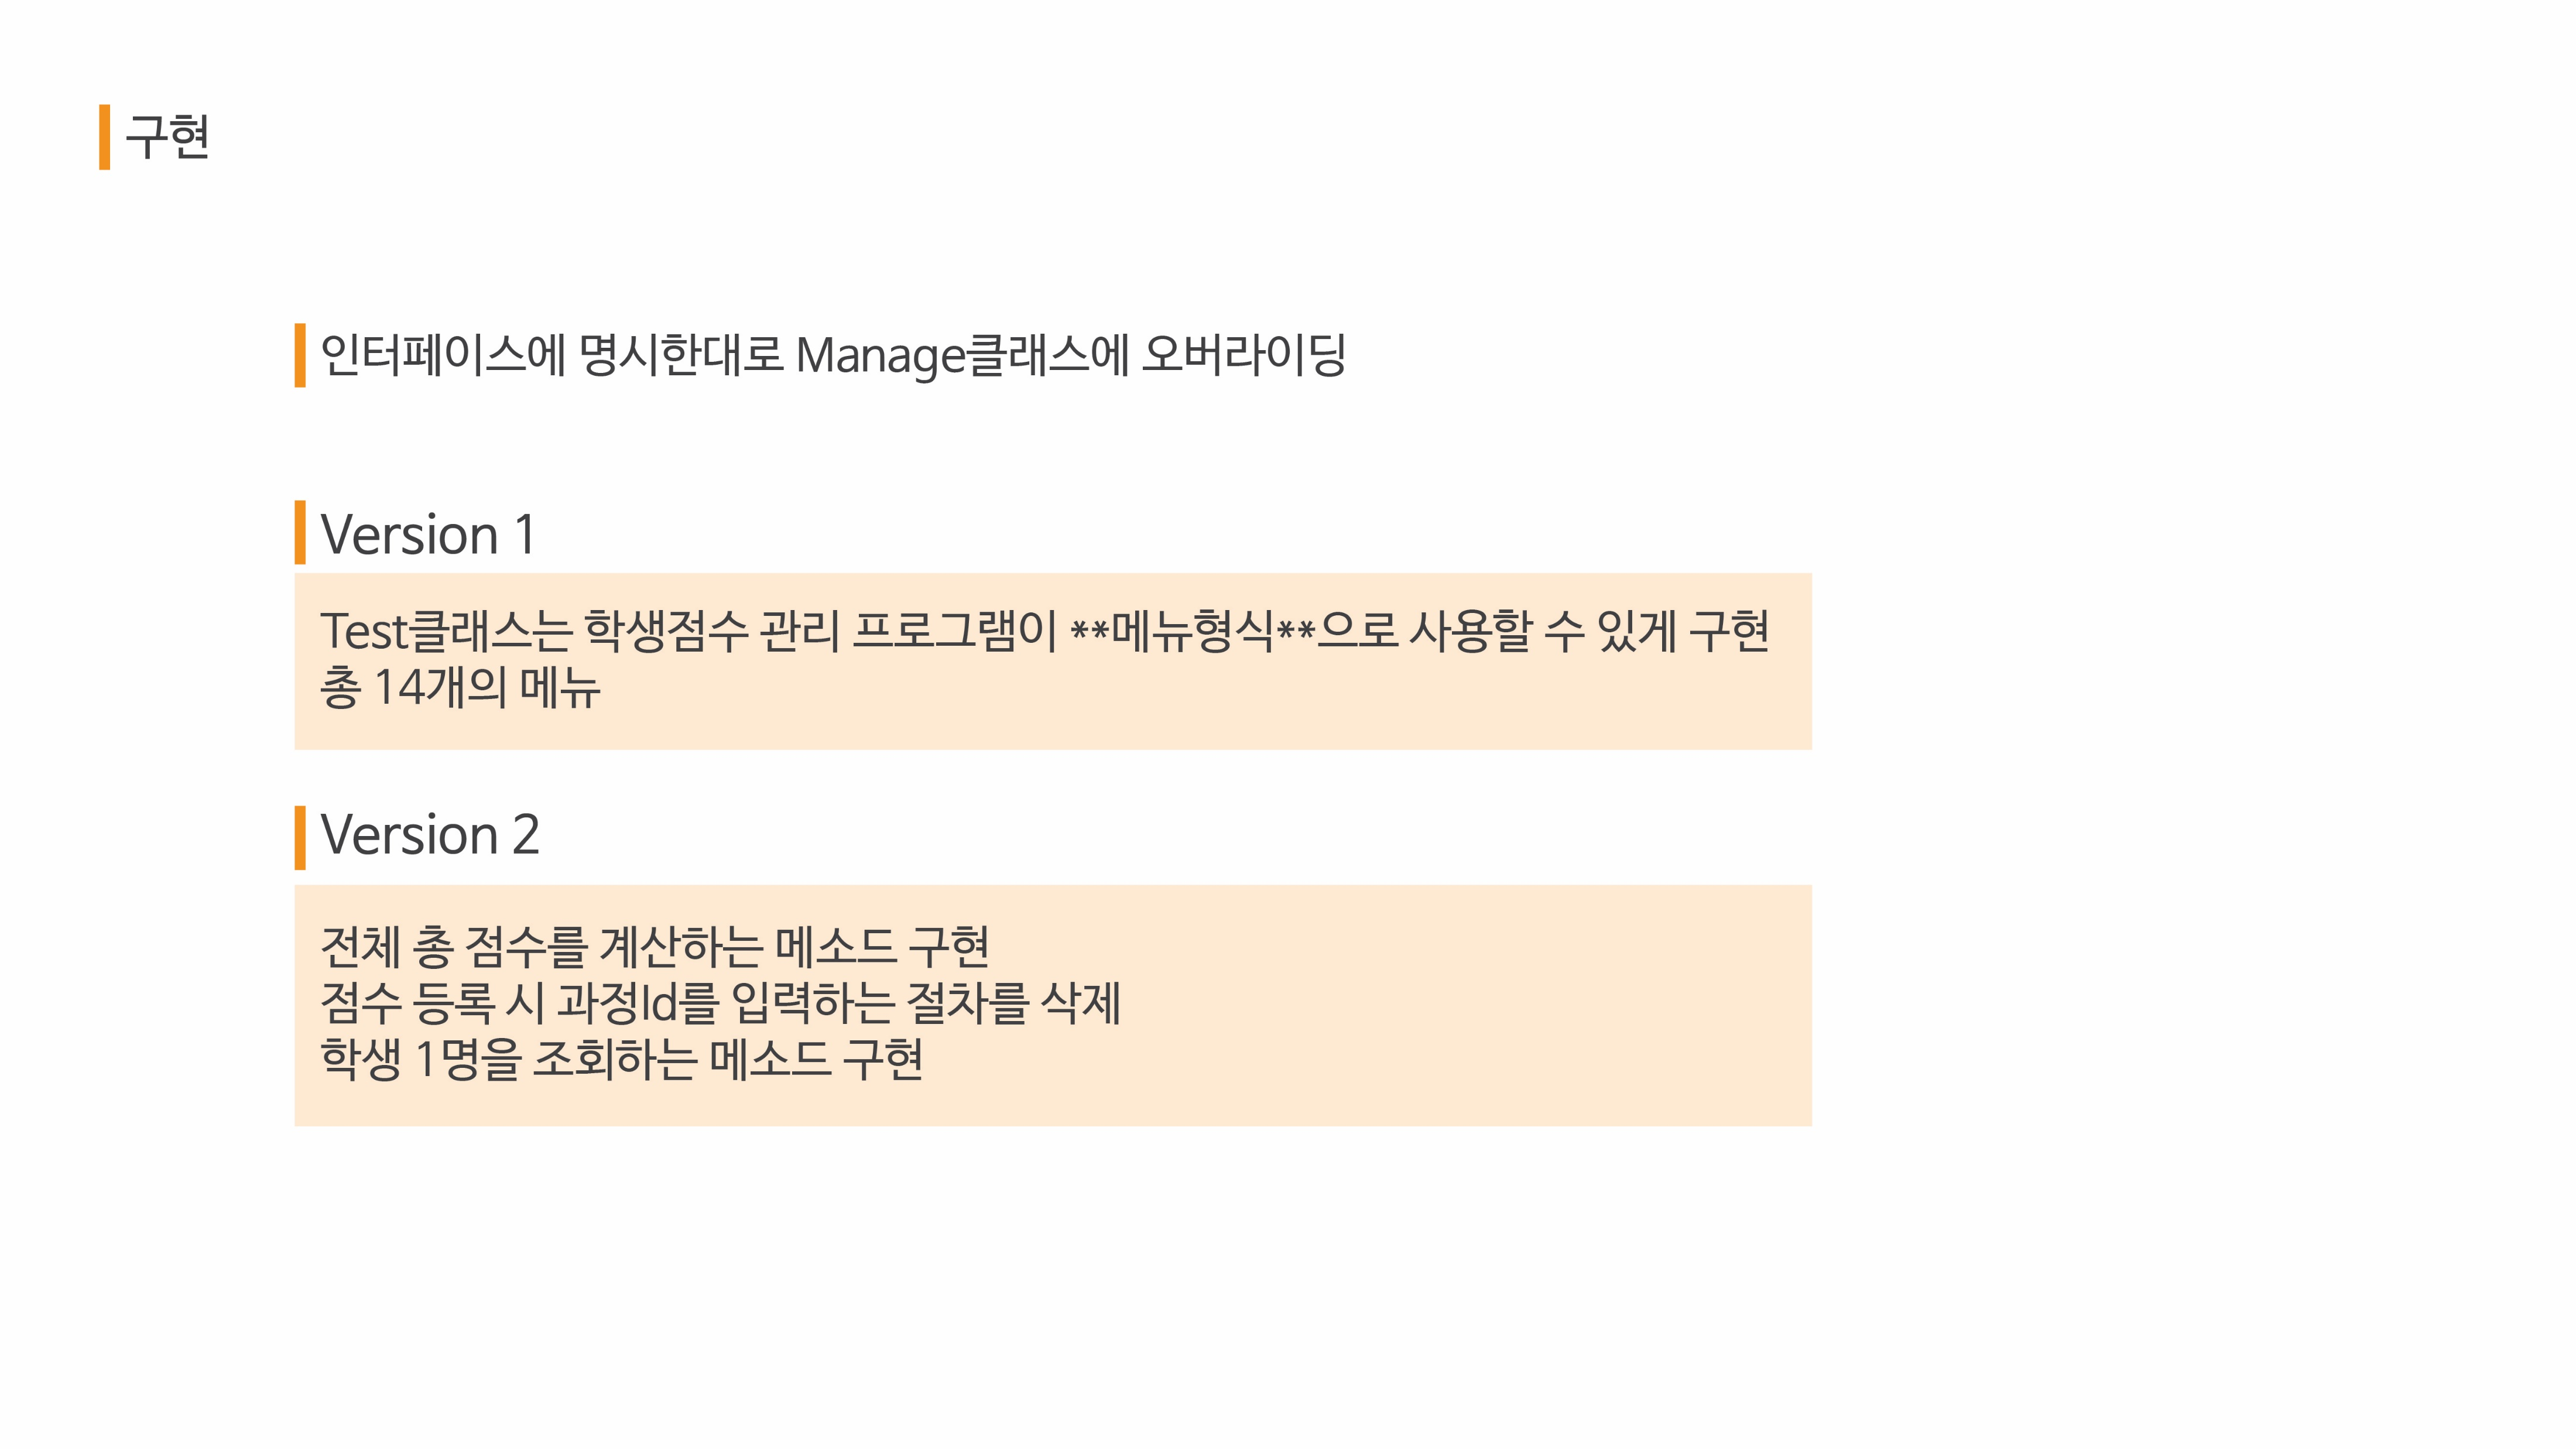 구현
인터페이스에 명시한대로 Manage클래스에 오버라이딩
Version 1
Test클래스는 학생점수 관리 프로그램이 **메뉴형식**으로 사용할 수 있게 구현
총 14개의 메뉴
Version 2
전체 총 점수를 계산하는 메소드 구현
점수 등록 시 과정Id를 입력하는 절차를 삭제
학생 1명을 조회하는 메소드 구현